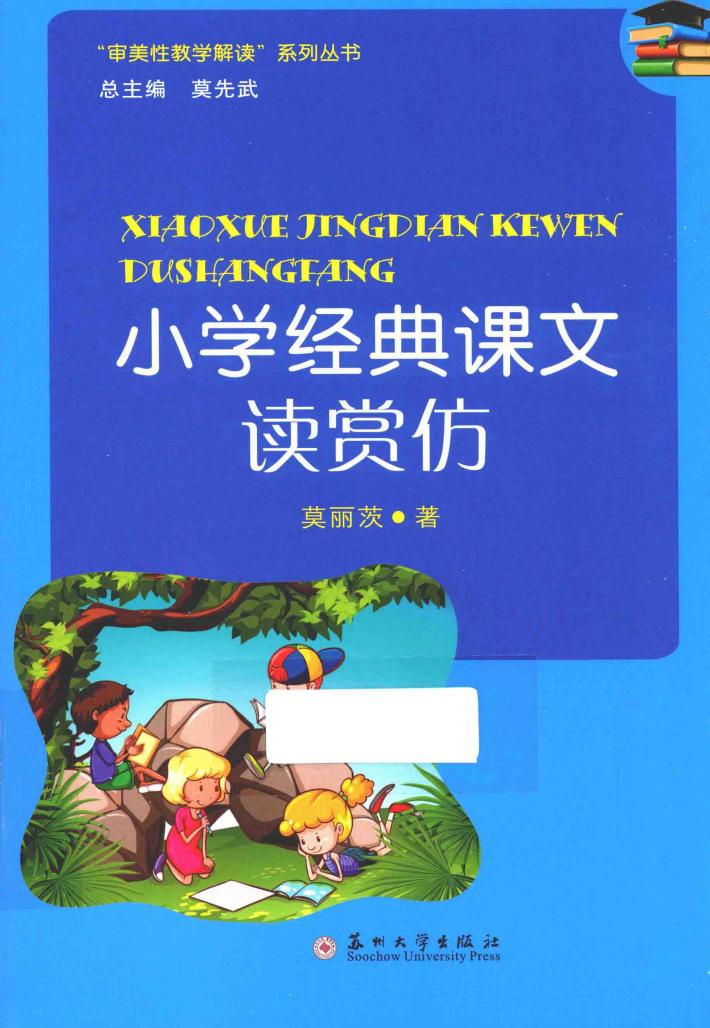 “审美性教学解读”系列丛书
总主编 莫先武
XIAOXUE JINGDIAN KEWEN
DUSHANGFANG
小学经典课文
读赏仿
莫丽茨·著
苏州大学出版社
Soochow University Press